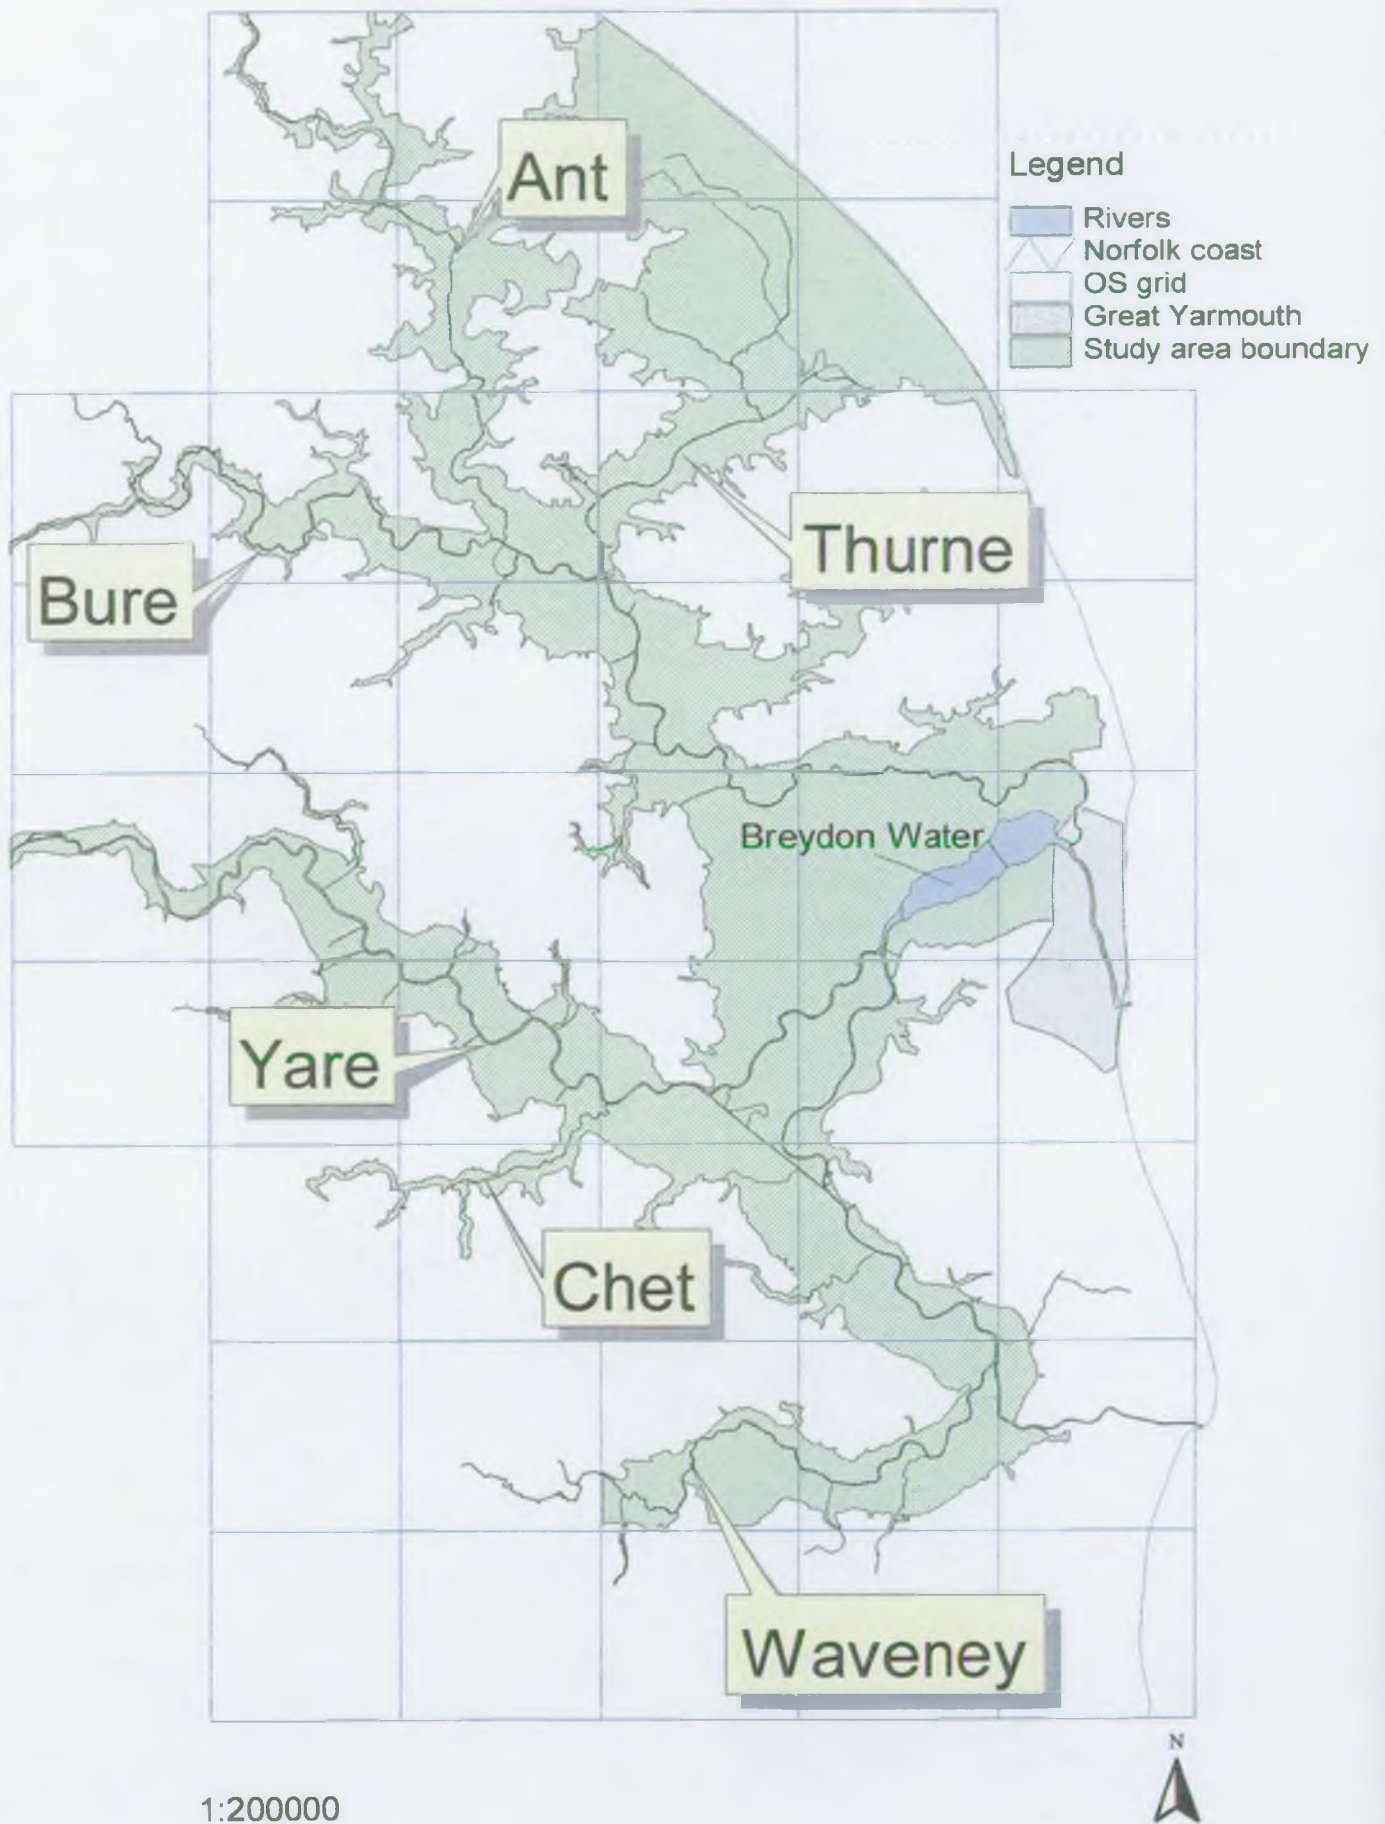 Ant
Legend
Rivers
Norfolk coast
OS grid
Great Yarmouth
Study area boundary
Thurne
Bure
Breydon Water
Yare
Chet
Waveney
N
1:200000